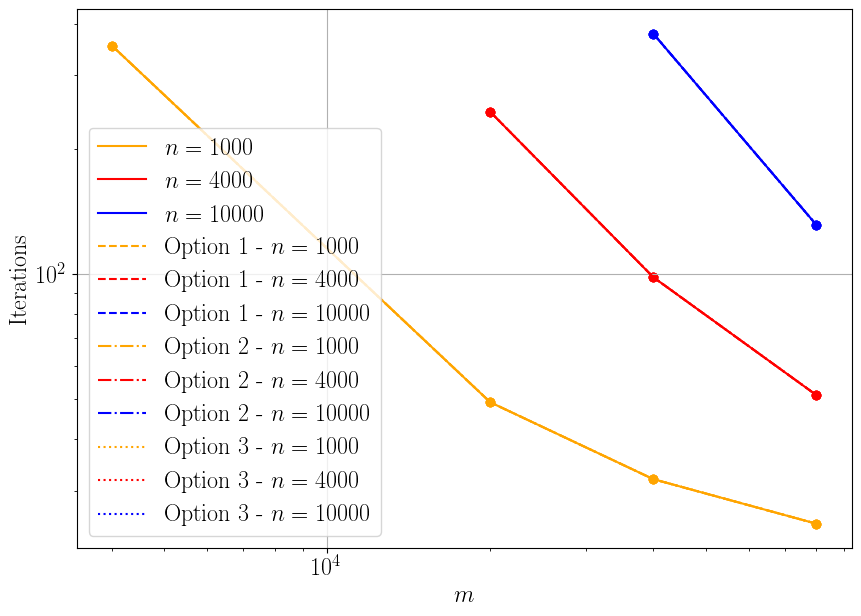 Iterations
10^2
n = 1000
n = 4000
n = 10000
Option 1 - n = 1000
Option 1 - n = 4000
Option 1 - n = 10000
Option 2 - n = 1000
Option 2 - n = 4000
Option 2 - n = 10000
Option 3 - n = 1000
Option 3 - n = 4000
Option 3 - n = 10000
10^4
m